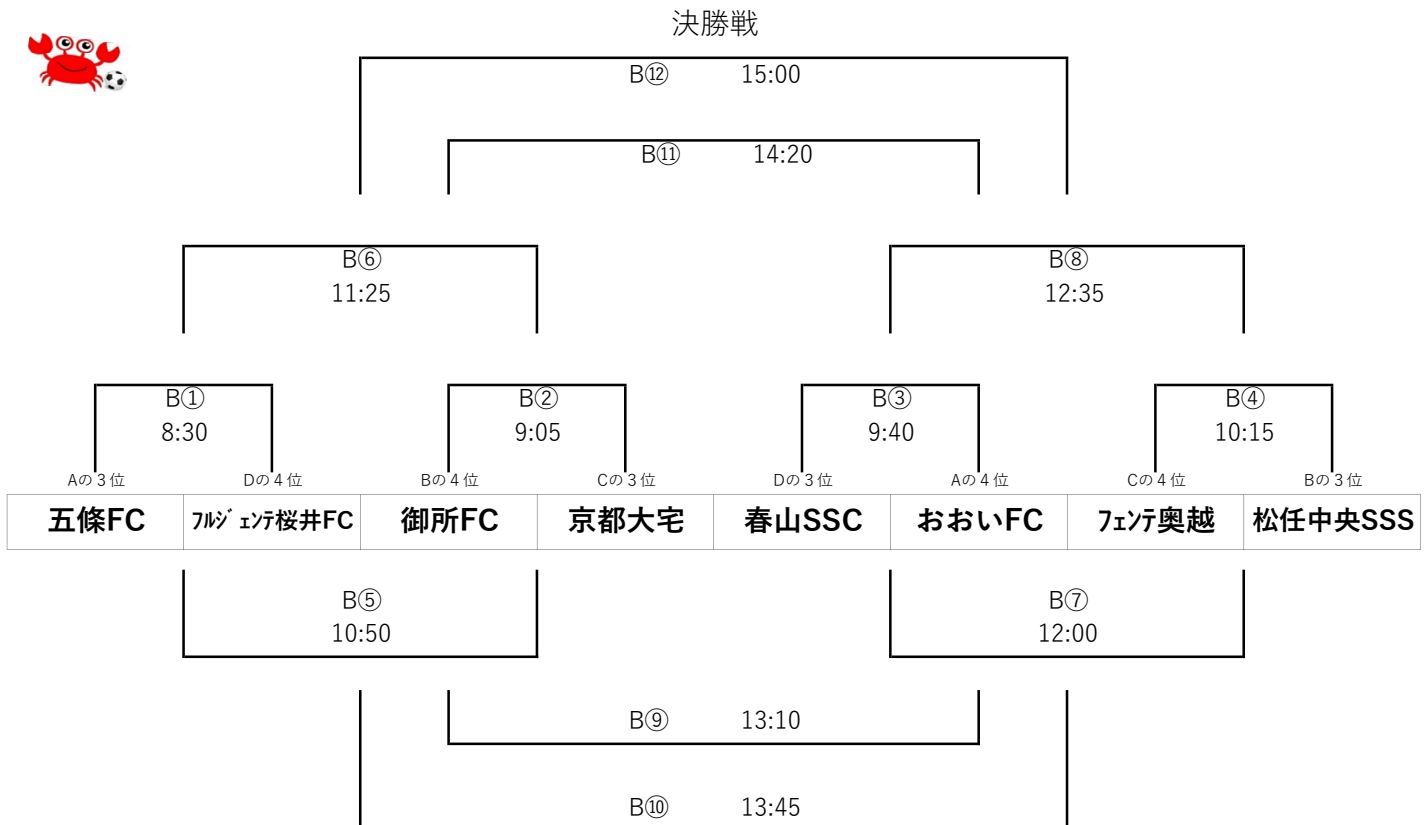 決勝戦
B⑫ 15:00
B⑪ 14:20
B⑥ B⑧
11:25 12:35
B① B② B③ B④
8:30 9:05 9:40 10:15
Aの３位 Dの４位 Bの４位 Cの３位 Dの３位 Aの４位 Cの４位 Bの３位
五條FC ﾌﾙｼﾞｪﾝﾃ桜井FC 御所FC 京都大宅 春山SSC おおいFC ﾌｪﾝﾃ奥越 松任中央SSS
B⑤ B⑦
10:50 12:00
B⑨ 13:10
B⑩ 13:45